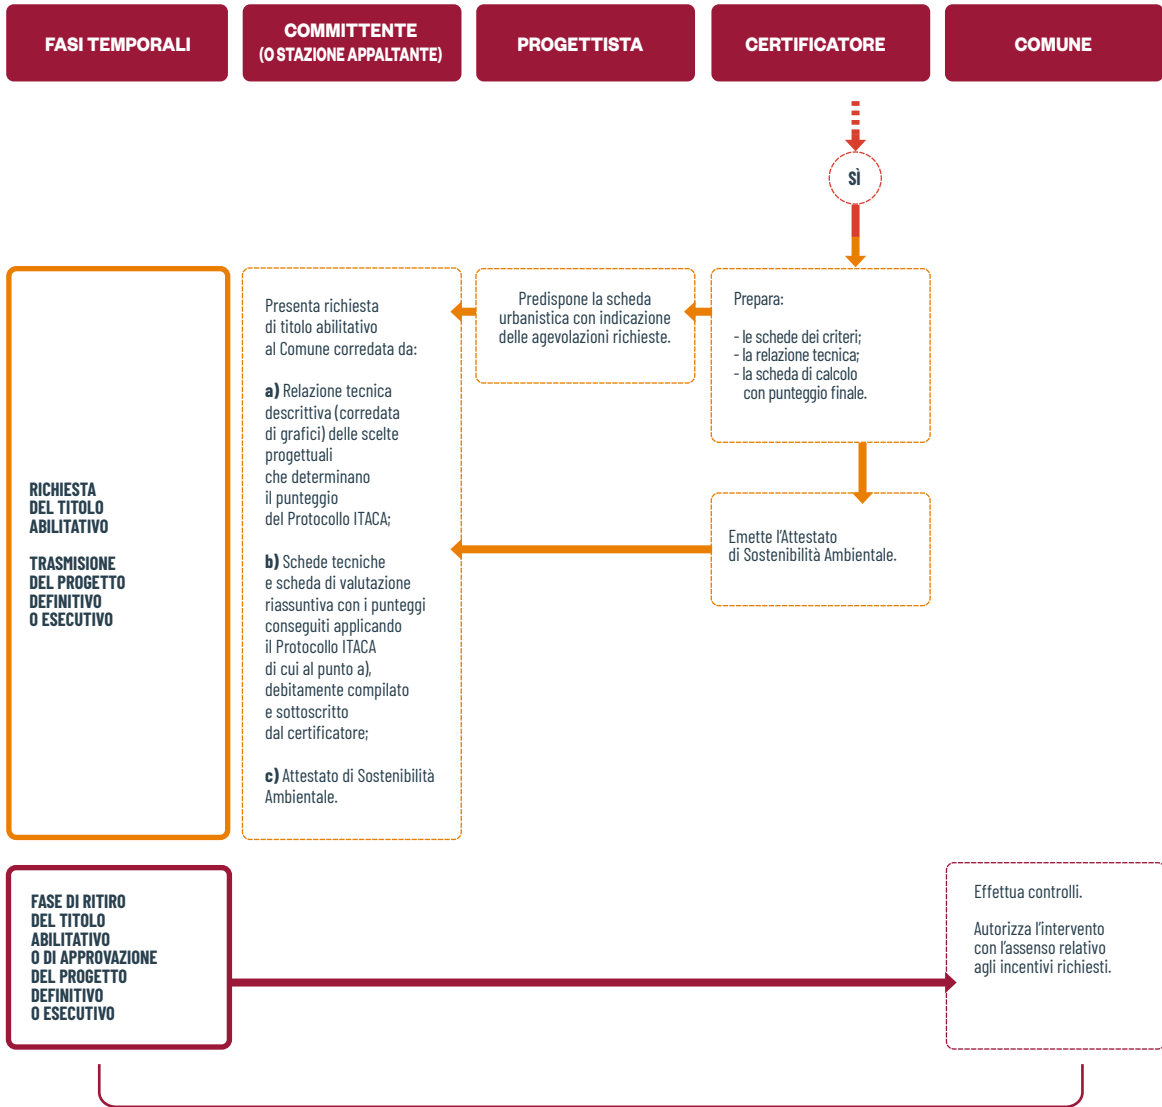 FASI TEMPORALI
COMMITTENTE
(O STAZIONE APPALTANTE)
PROGETTISTA
CERTIFICATORE
COMUNE
SÌ
RICHIESTA
DEL TITOLO
ABILITATIVO
TRASMISIONE
DEL PROGETTO
DEFINITIVO
O ESECUTIVO
Presenta richiesta
di titolo abilitativo
al Comune corredata da:
a) Relazione tecnica
descrittiva (corredata
di grafici) delle scelte
progettuali
che determinano
il punteggio
del Protocollo ITACA;
b) Schede tecniche
e scheda di valutazione
riassuntiva con i punteggi
conseguiti applicando
il Protocollo ITACA
di cui al punto a),
debitamente compilato
e sottoscritto
dal certificatore;
c) Attestato di Sostenibilità
Ambientale.
Predispone la scheda
urbanistica con indicazione
delle agevolazioni richieste.
Prepara:
- le schede dei criteri;
- la relazione tecnica;
- la scheda di calcolo
con punteggio finale.
Emette l'Attestato
di Sostenibilità Ambientale.
FASE DI RITIRO
DEL TITOLO
ABILITATIVO
O DI APPROVAZIONE
DEL PROGETTO
DEFINITIVO
O ESECUTIVO
Effettua controlli.
Autorizza l'intervento
con l'assenso relativo
agli incentivi richiesti.